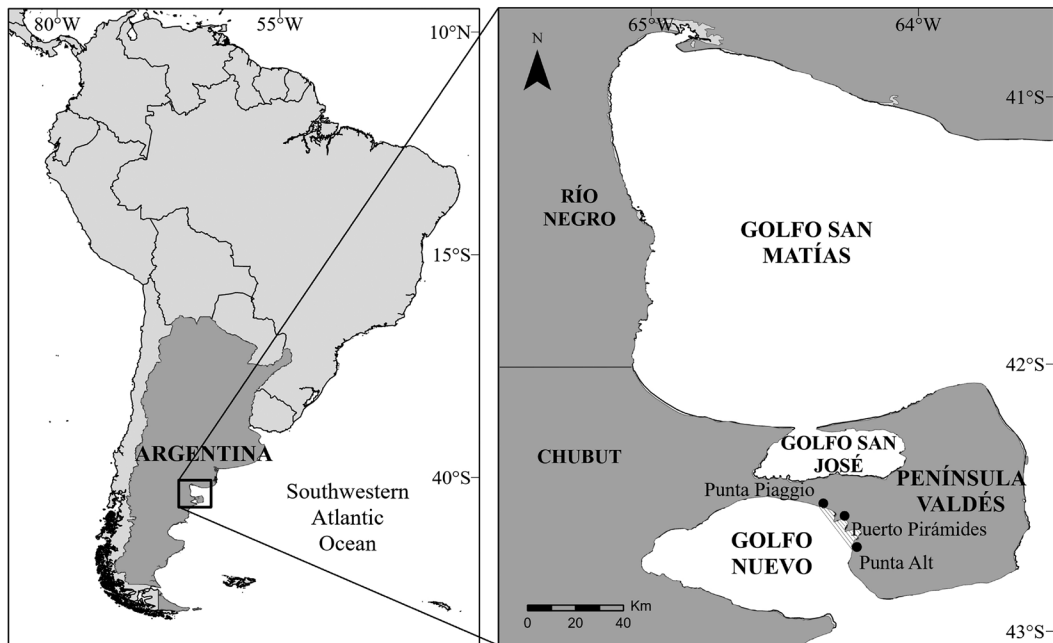 80°W
55°W
10°N
15°S
ARGENTINA
40°S
Southwestern
Atlantic
Ocean
65°W
64°W
N
41°S
RÍO
NEGRO
GOLFO SAN
MATÍAS
42°S
GOLFO SAN
JOSÉ
CHUBUT
PENÍNSULA
VALDÉS
Punta Piaggio
Puerto Pirámides
GOLFO
NUEVO
Punta Alt
Km
0 20 40
43°S